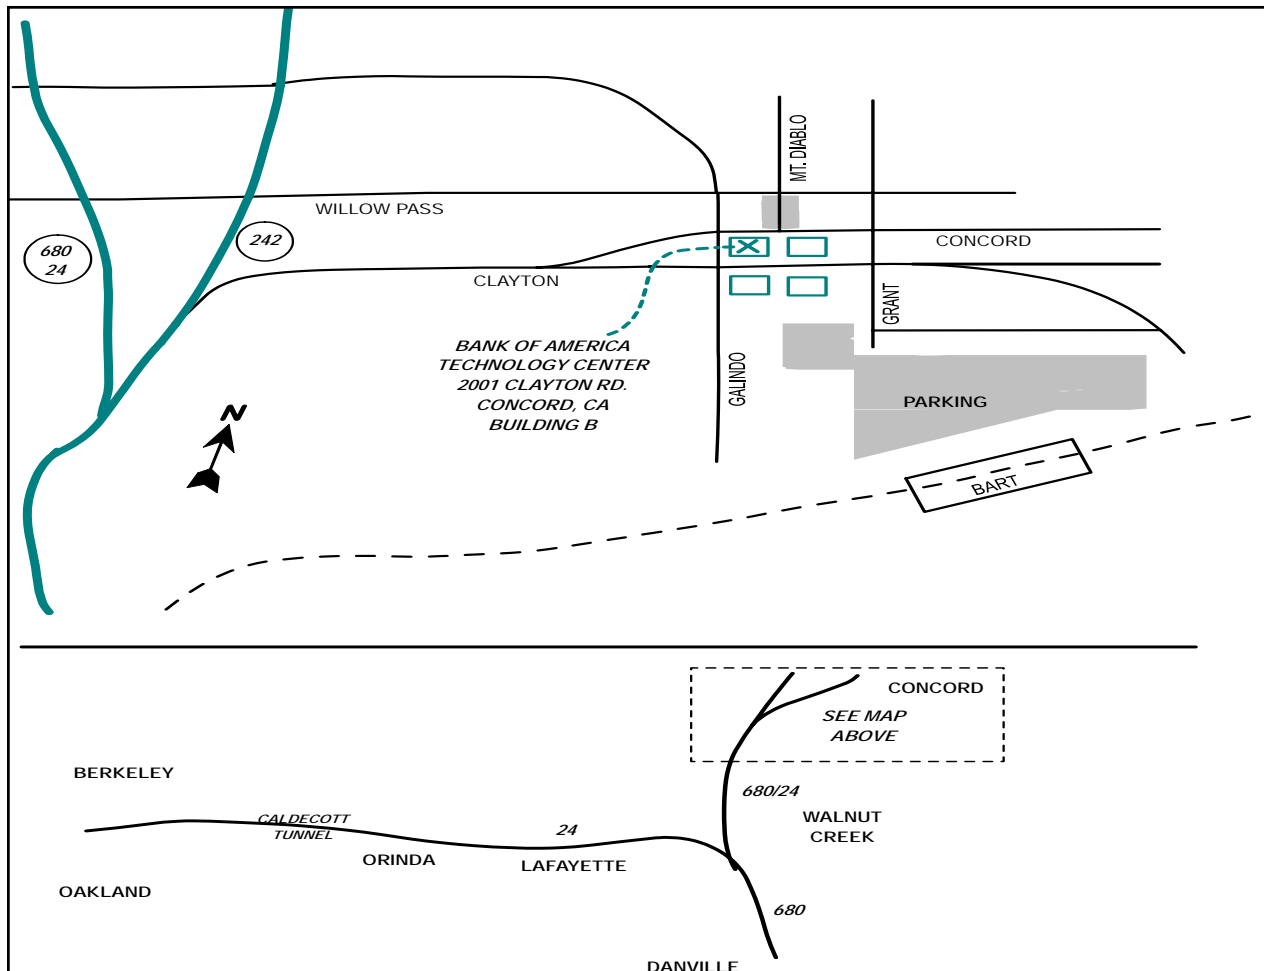 MT. DIABLO
WILLOW PASS
680
24
242
CONCORD
CLAYTON
GRANT
BANK OF AMERICA
TECHNOLOGY CENTER
2001 CLAYTON RD.
CONCORD, CA
BUILDING B
GALINDO
PARKING
N
BART
CONCORD
SEE MAP
ABOVE
BERKELEY
680/24
CALDECOTT
TUNNEL
24
WALNUT
CREEK
ORINDA
LAFAYETTE
OAKLAND
680
DANVILLE